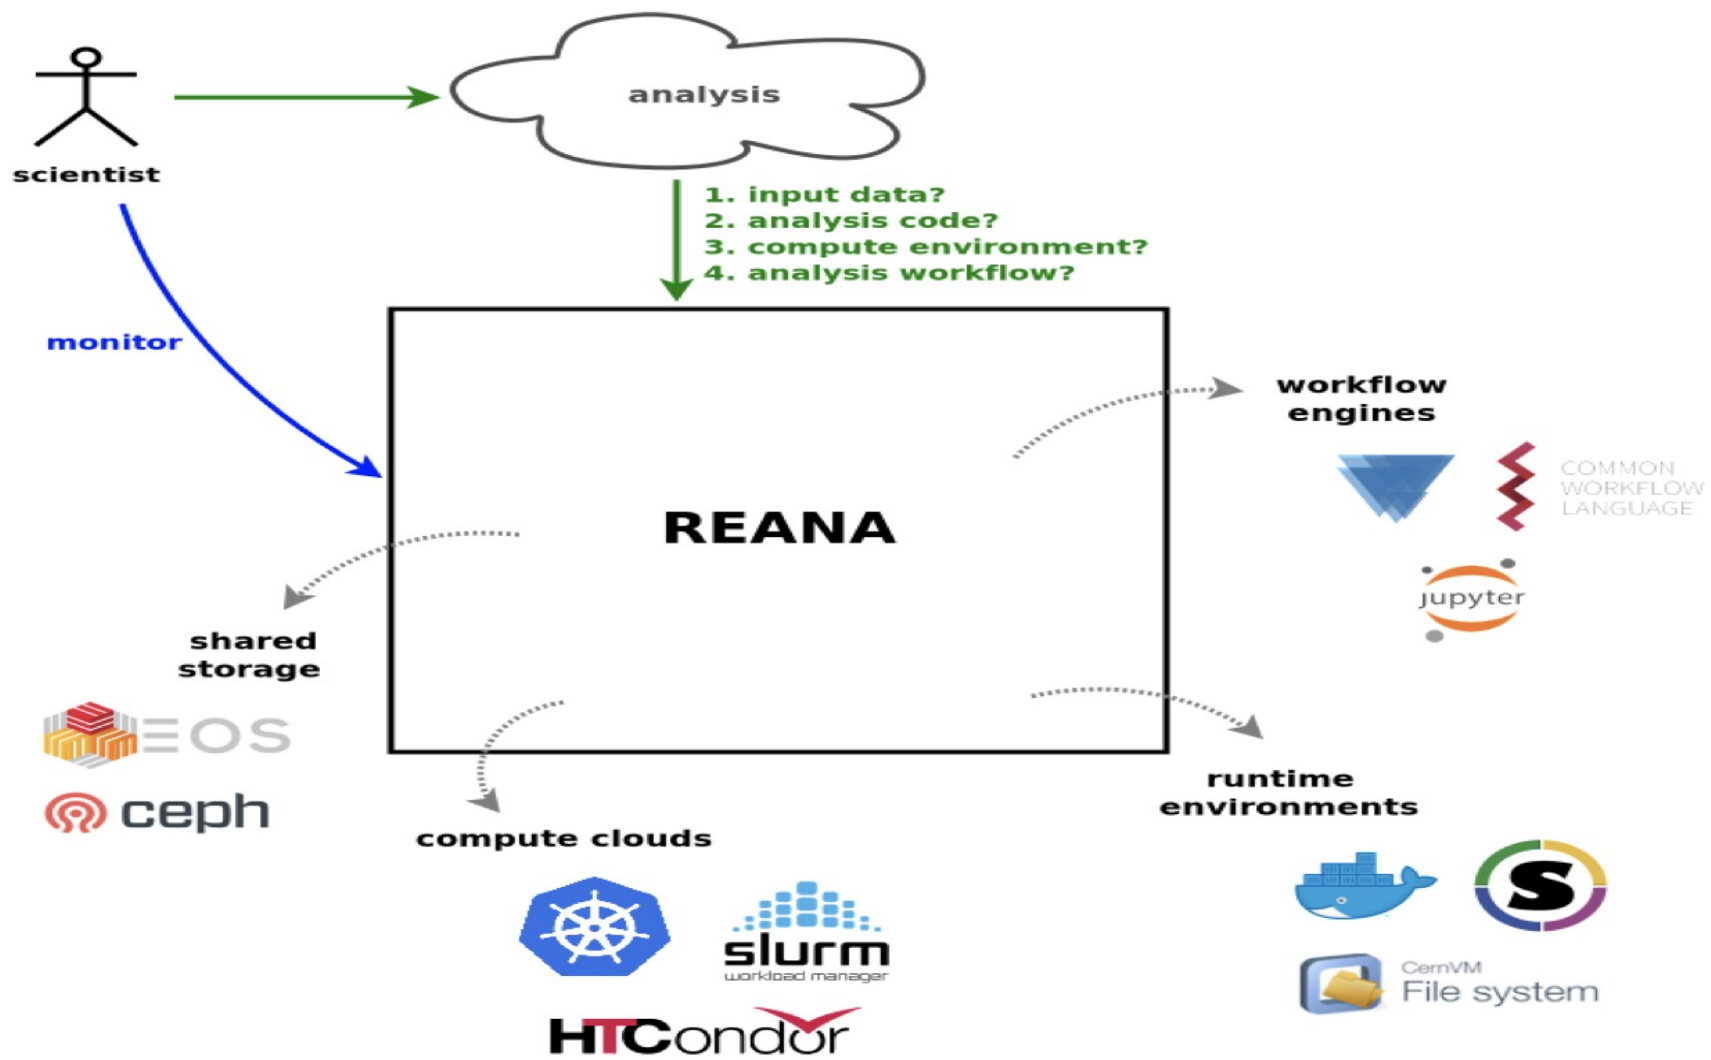 analysis
scientist
1. input data?
2. analysis code?
3. compute environment?
4. analysis workflow?
monitor
workflow
engines
COMMON
WORKFLOW
LANGUAGE
jupyter
REANA
shared
storage
EOS
ceph
runtime
environments
compute clouds
S
slurm
workload manager
CernVM
File system
HTCondor